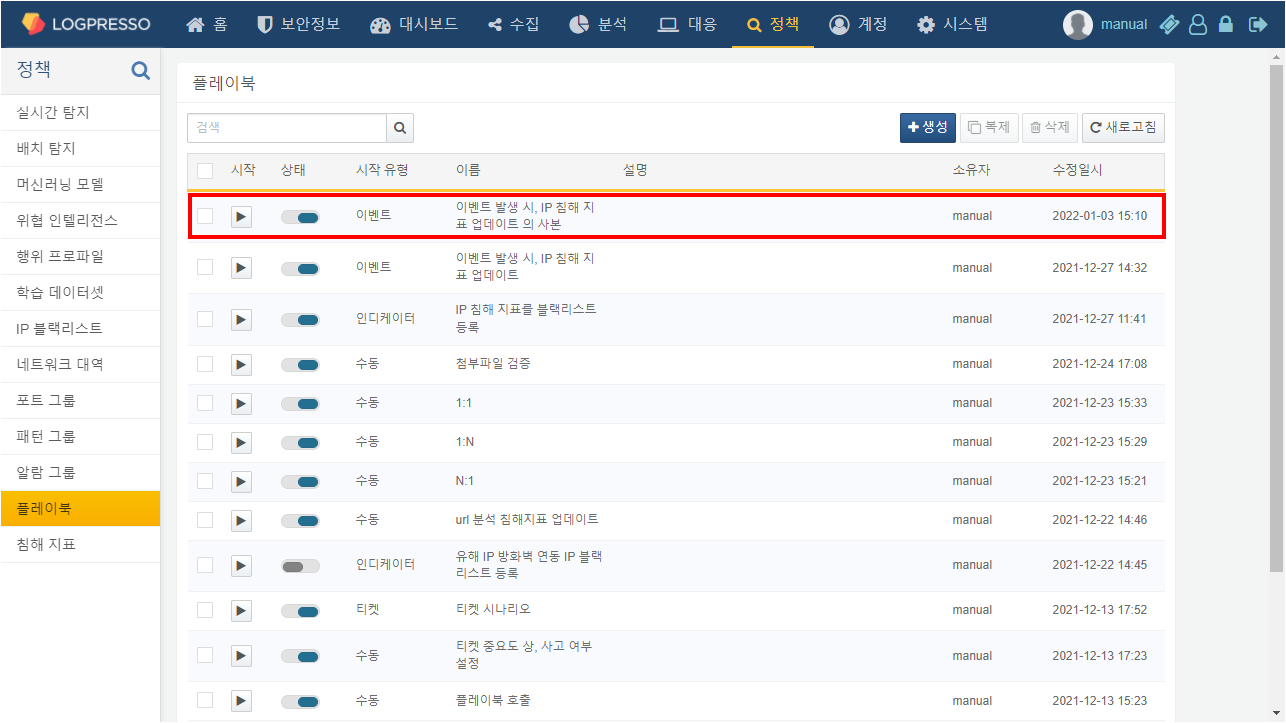 LOGPRESSO 홈 보안정보 대시보드 수집 분석 대응 정책 계정 시스템 manual
정책
실시간 탐지
배치 탐지
머신러닝 모델
위협 인텔리전스
행위 프로파일
학습 데이터셋
IP 블랙리스트
네트워크 대역
포트 그룹
패턴 그룹
알람 그룹
플레이북
침해 지표
플레이북
검색 생성 복제 삭제 새로고침
시작 상태 시작 유형 이름 설명 소유자 수정일시
이벤트 이벤트 발생 시, IP 침해 지
표 업데이트 의 사본 manual 2022-01-03 15:10
이벤트 이벤트 발생 시, IP 침해 지
표 업데이트 manual 2021-12-27 14:32
인디케이터 IP 침해 지표를 블랙리스트
등록 manual 2021-12-27 11:41
수동 첨부파일 검증 manual 2021-12-24 17:08
수동 1:1 manual 2021-12-23 15:33
수동 1:N manual 2021-12-23 15:29
수동 N:1 manual 2021-12-23 15:21
수동 url 분석 침해지표 업데이트 manual 2021-12-22 14:46
인디케이터 유해 IP 방화벽 연동 IP 블랙
리스트 등록 manual 2021-12-22 14:45
티켓 티켓 시나리오 manual 2021-12-13 17:52
수동 티켓 중요도 상, 사고 여부
설정 manual 2021-12-13 17:23
수동 플레이북 호출 manual 2021-12-13 15:23